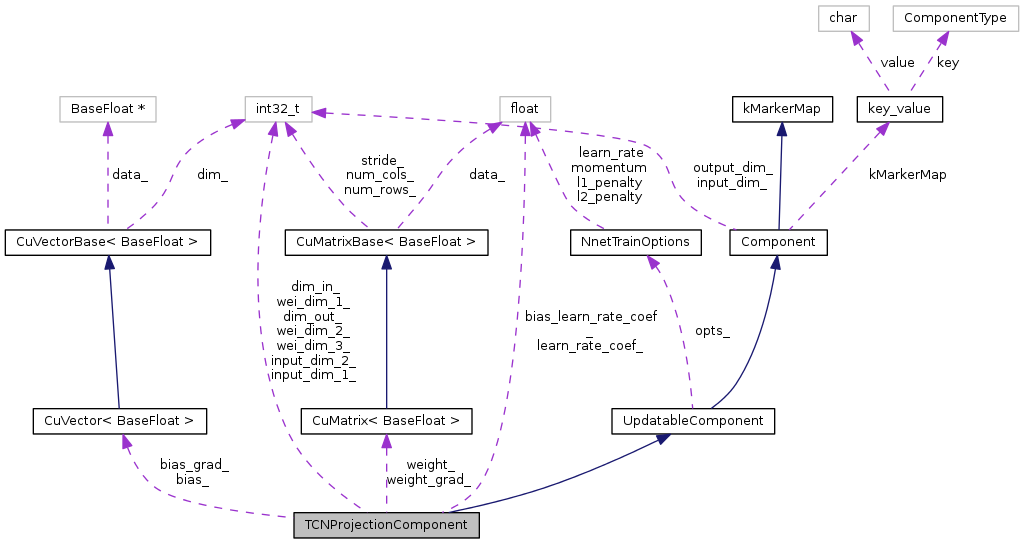 char
ComponentType
value
key
BaseFloat *
int32_t
float
kMarkerMap
key_value
data_
dim_
stride_
num_cols_
num_rows_
data_
learn_rate
momentum
l1_penalty
l2_penalty
output_dim_
input_dim_
kMarkerMap
CuVectorBase< BaseFloat >
CuMatrixBase< BaseFloat >
NnetTrainOptions
Component
dim_in_
wei_dim_1_
dim_out_
wei_dim_2_
wei_dim_3_
input_dim_2_
input_dim_1_
bias_learn_rate_coef
_
learn_rate_coef_
opts_
CuVector< BaseFloat >
CuMatrix< BaseFloat >
UpdatableComponent
bias_grad_
bias_
weight_
weight_grad_
TCNProjectionComponent